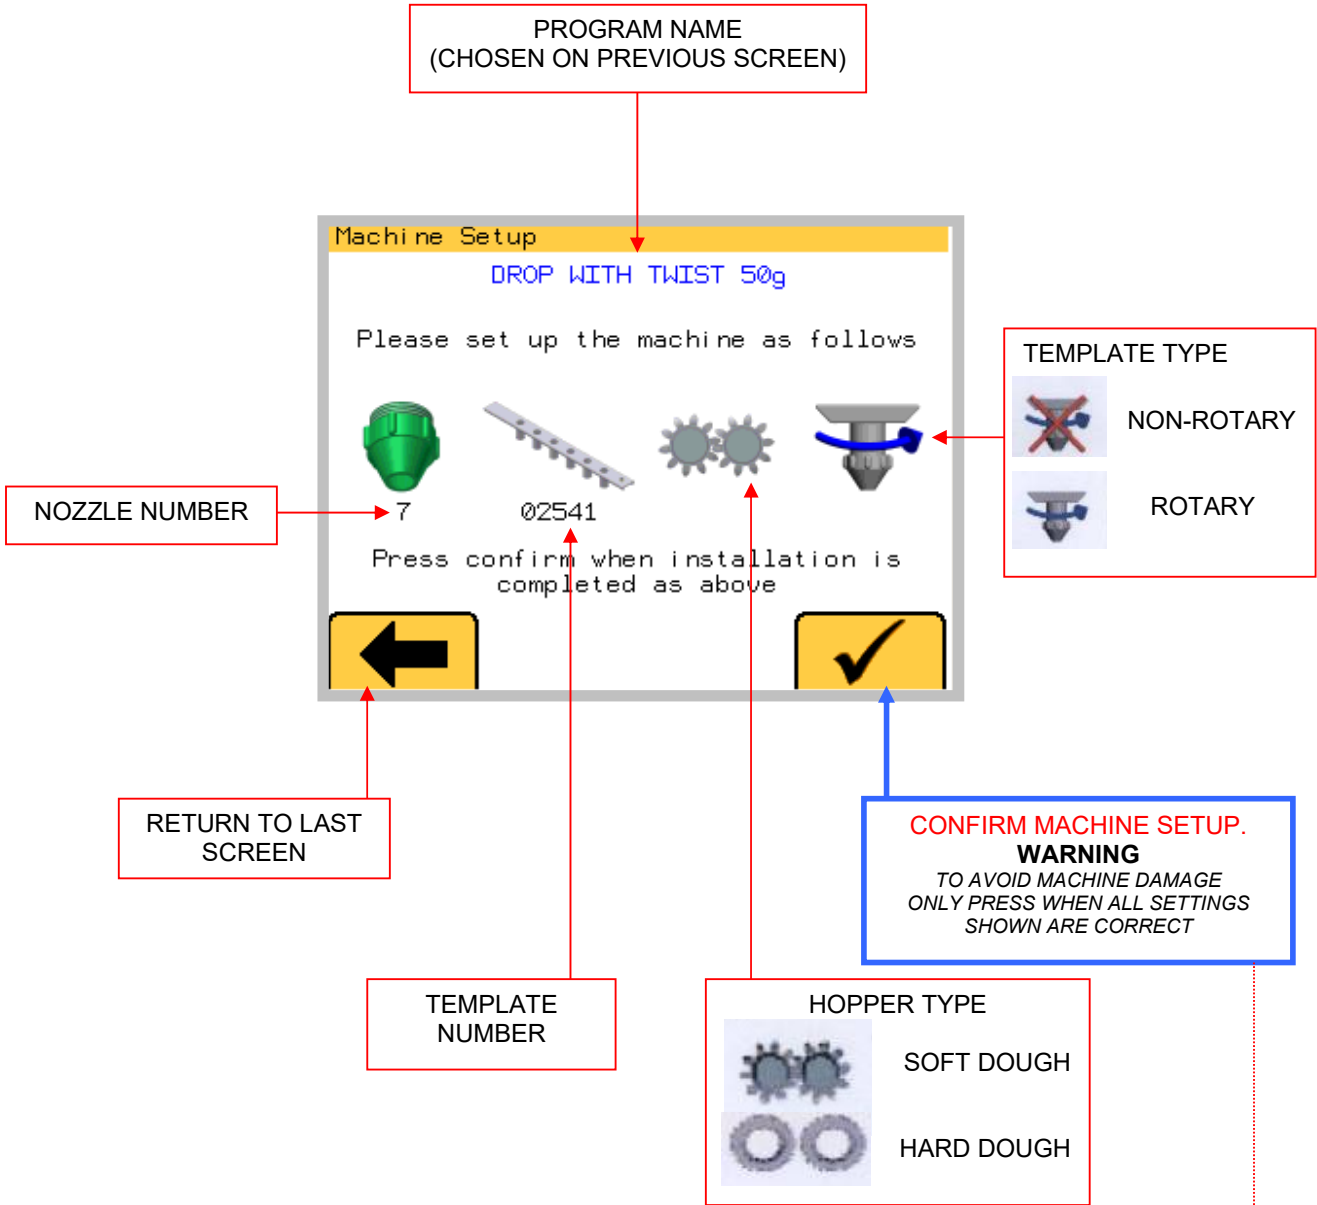 PROGRAM NAME
(CHOSEN ON PREVIOUS SCREEN)
Machine Setup
DROP WITH TWIST 50g
Please set up the machine as follows
TEMPLATE TYPE
NON-ROTARY
ROTARY
NOZZLE NUMBER
7
02541
Press confirm when installation is
completed as above
RETURN TO LAST
SCREEN
CONFIRM MACHINE SETUP.
WARNING
TO AVOID MACHINE DAMAGE
ONLY PRESS WHEN ALL SETTINGS
SHOWN ARE CORRECT
TEMPLATE
NUMBER
HOPPER TYPE
SOFT DOUGH
HARD DOUGH